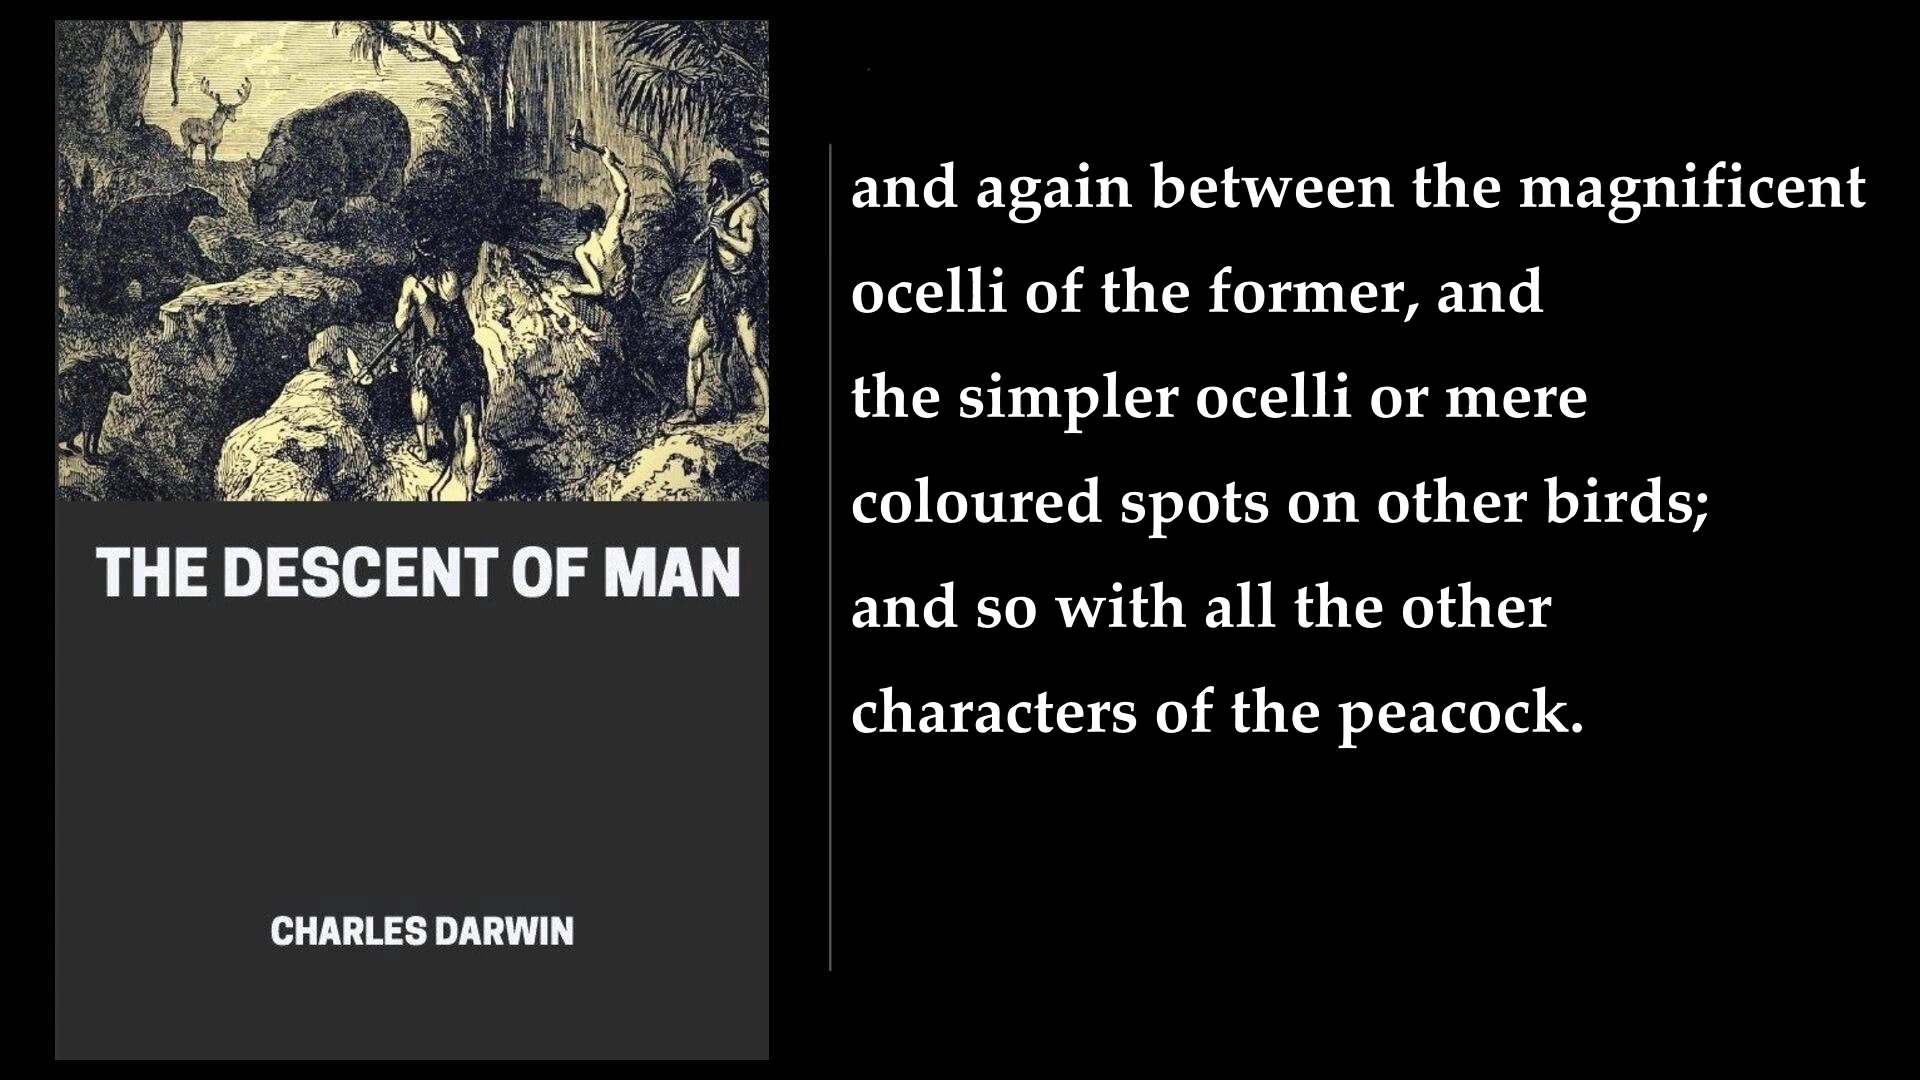 THE DESCENT OF MAN
CHARLES DARWIN
and again between the magnificent
ocelli of the former, and
the simpler ocelli or mere
coloured spots on other birds;
and so with all the other
characters of the peacock.